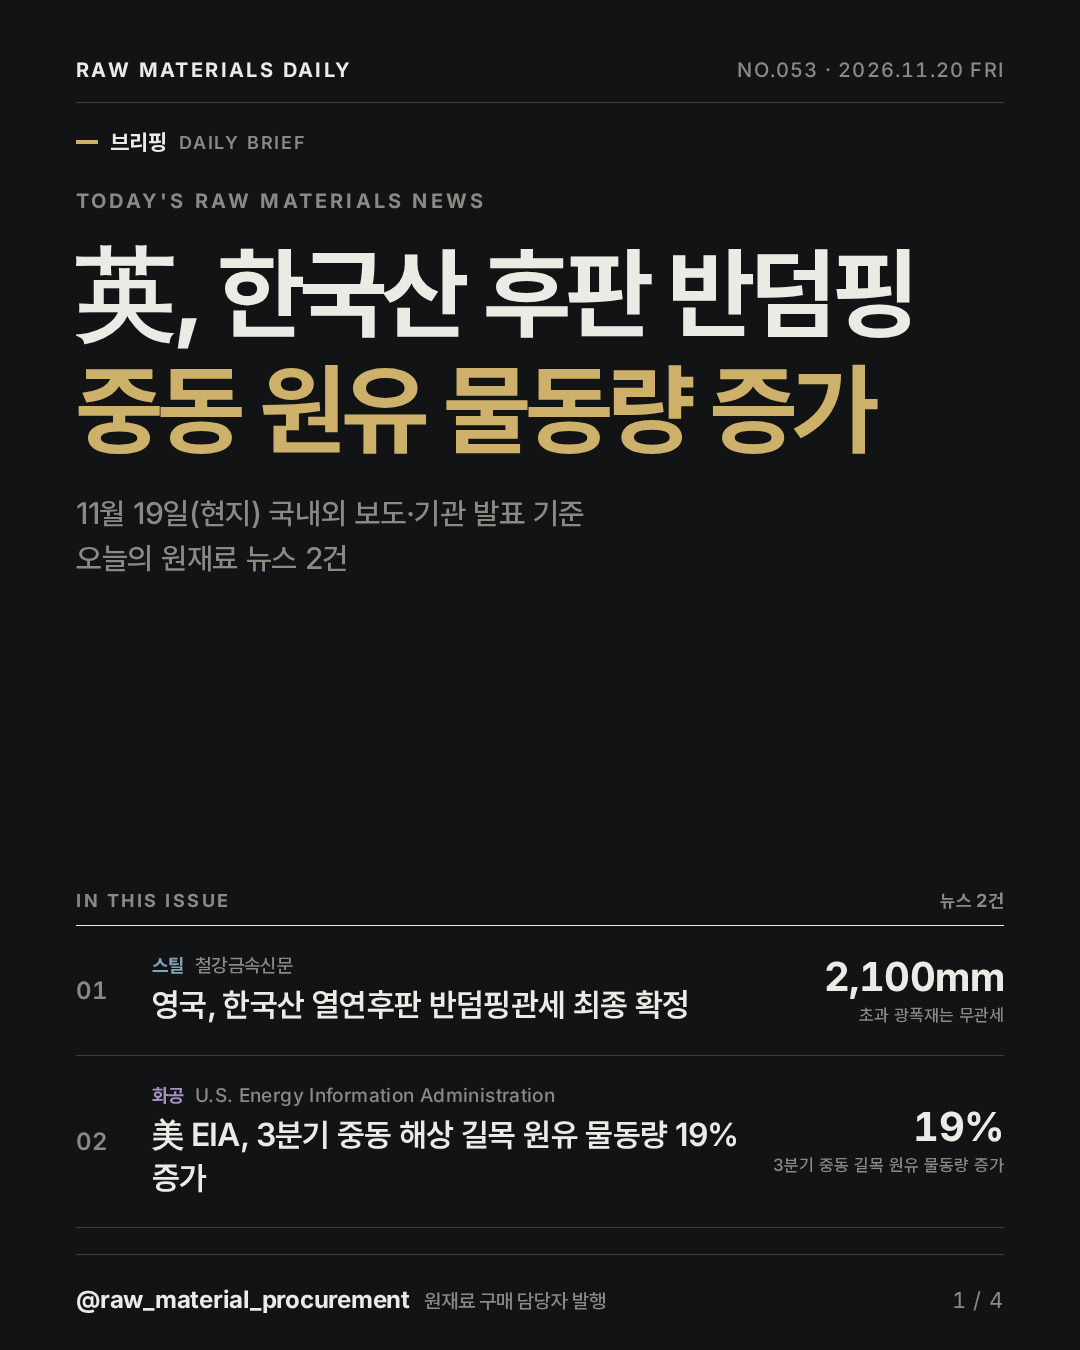 RAW MATERIALS DAILY
NO.053 · 2026.11.20 FRI
브리핑 DAILY BRIEF
TODAY'S RAW MATERIALS NEWS
英, 한국산 후판 반덤핑
중동 원유 물동량 증가
11월 19일(현지) 국내외 보도·기관 발표 기준
오늘의 원재료 뉴스 2건
IN THIS ISSUE
뉴스 2건
01
스틸 철강금속신문
영국, 한국산 열연후판 반덤핑관세 최종 확정
2,100mm
초과 광폭재는 무관세
02
화공 U.S. Energy Information Administration
美 EIA, 3분기 중동 해상 길목 원유 물동량 19%
증가
19%
3분기 중동 길목 원유 물동량 증가
@raw_material_procurement 원재료 구매 담당자 발행
1 / 4